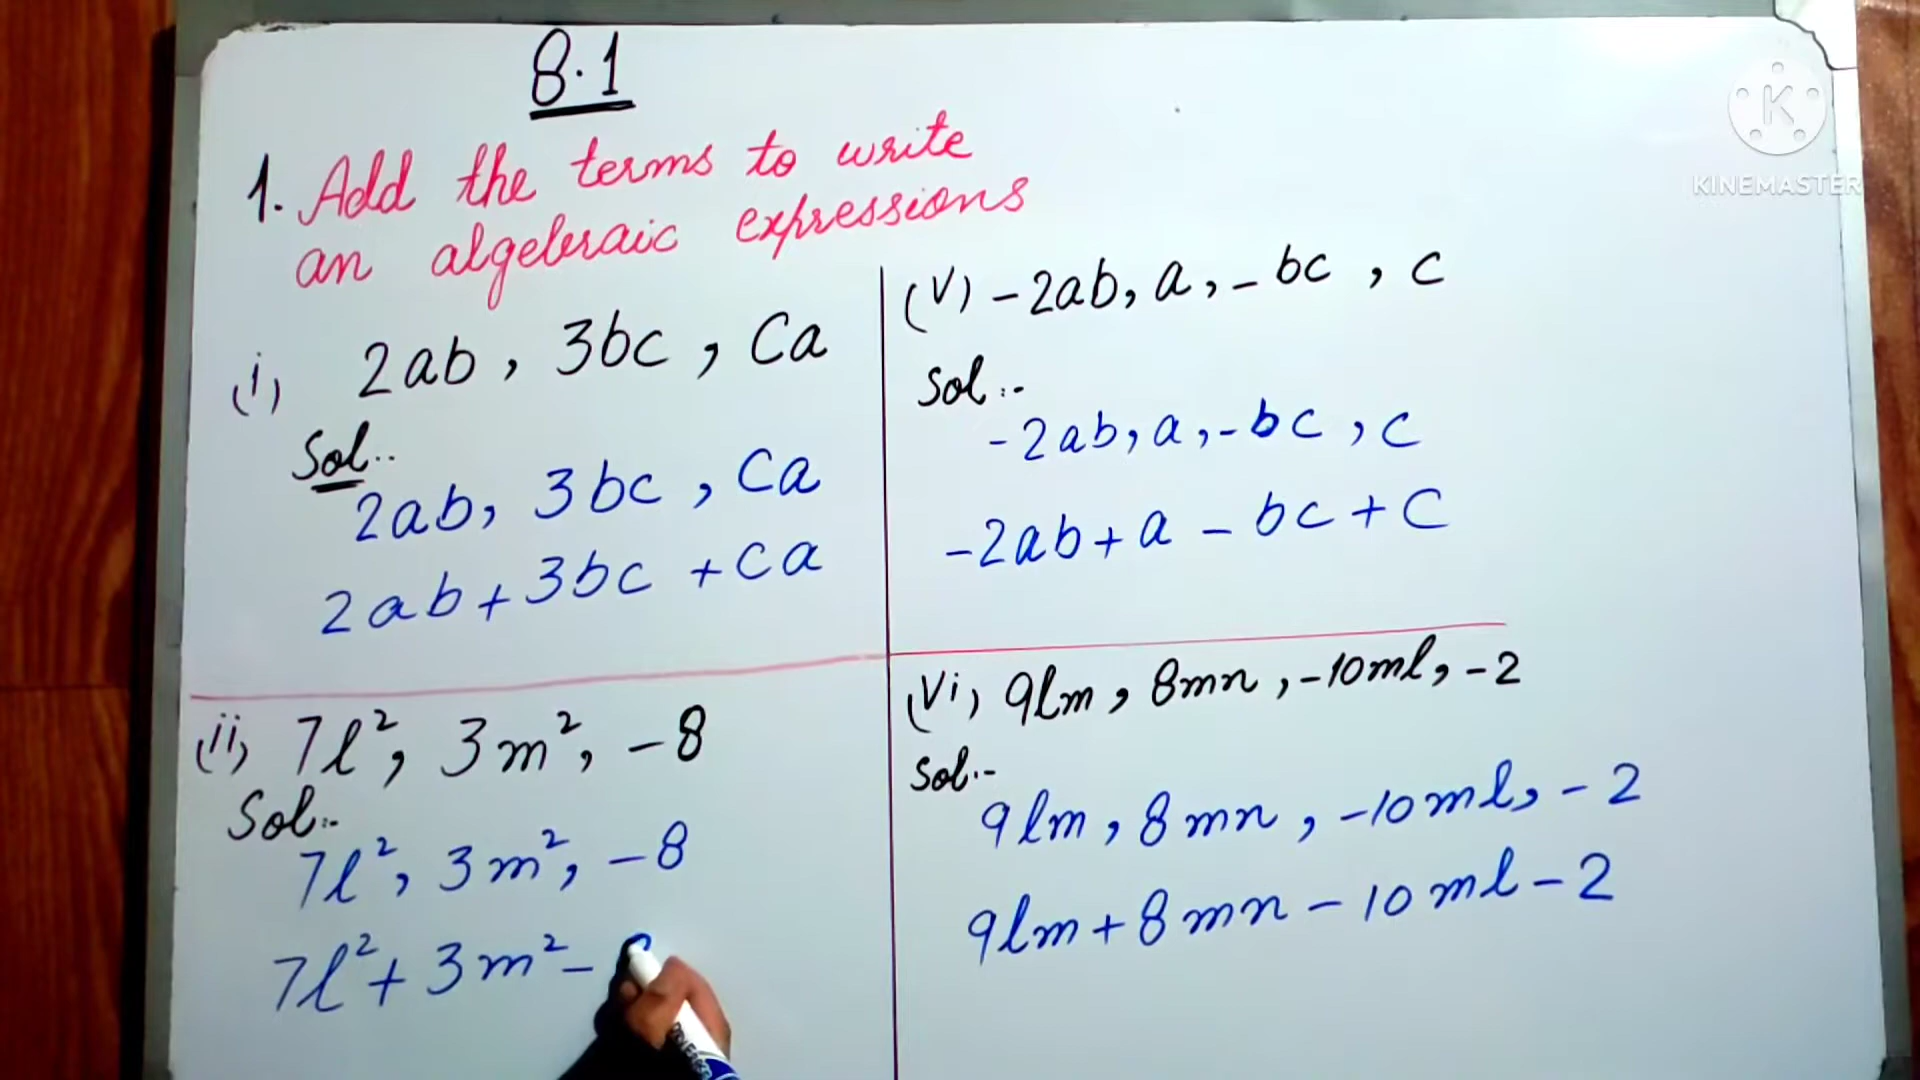 8.1
1. Add the terms to write
an algebraic expressions
(i) 2ab, 3bc, Ca
Sol..
2ab, 3bc, Ca
2ab+3bc+ca
(ii) 7l², 3m², -8
Sol:-
7l², 3m², -8
7l²+3m²-
(V) -2ab, a, -bc, c
Sol:-
-2ab, a, -bc, c
-2ab+a-bc+C
(Vi) 9lm, 8mn, -10ml, -2
Sol:-
9lm, 8mn, -10ml, -2
9lm+8mn-10ml-2
K
KINEMASTER